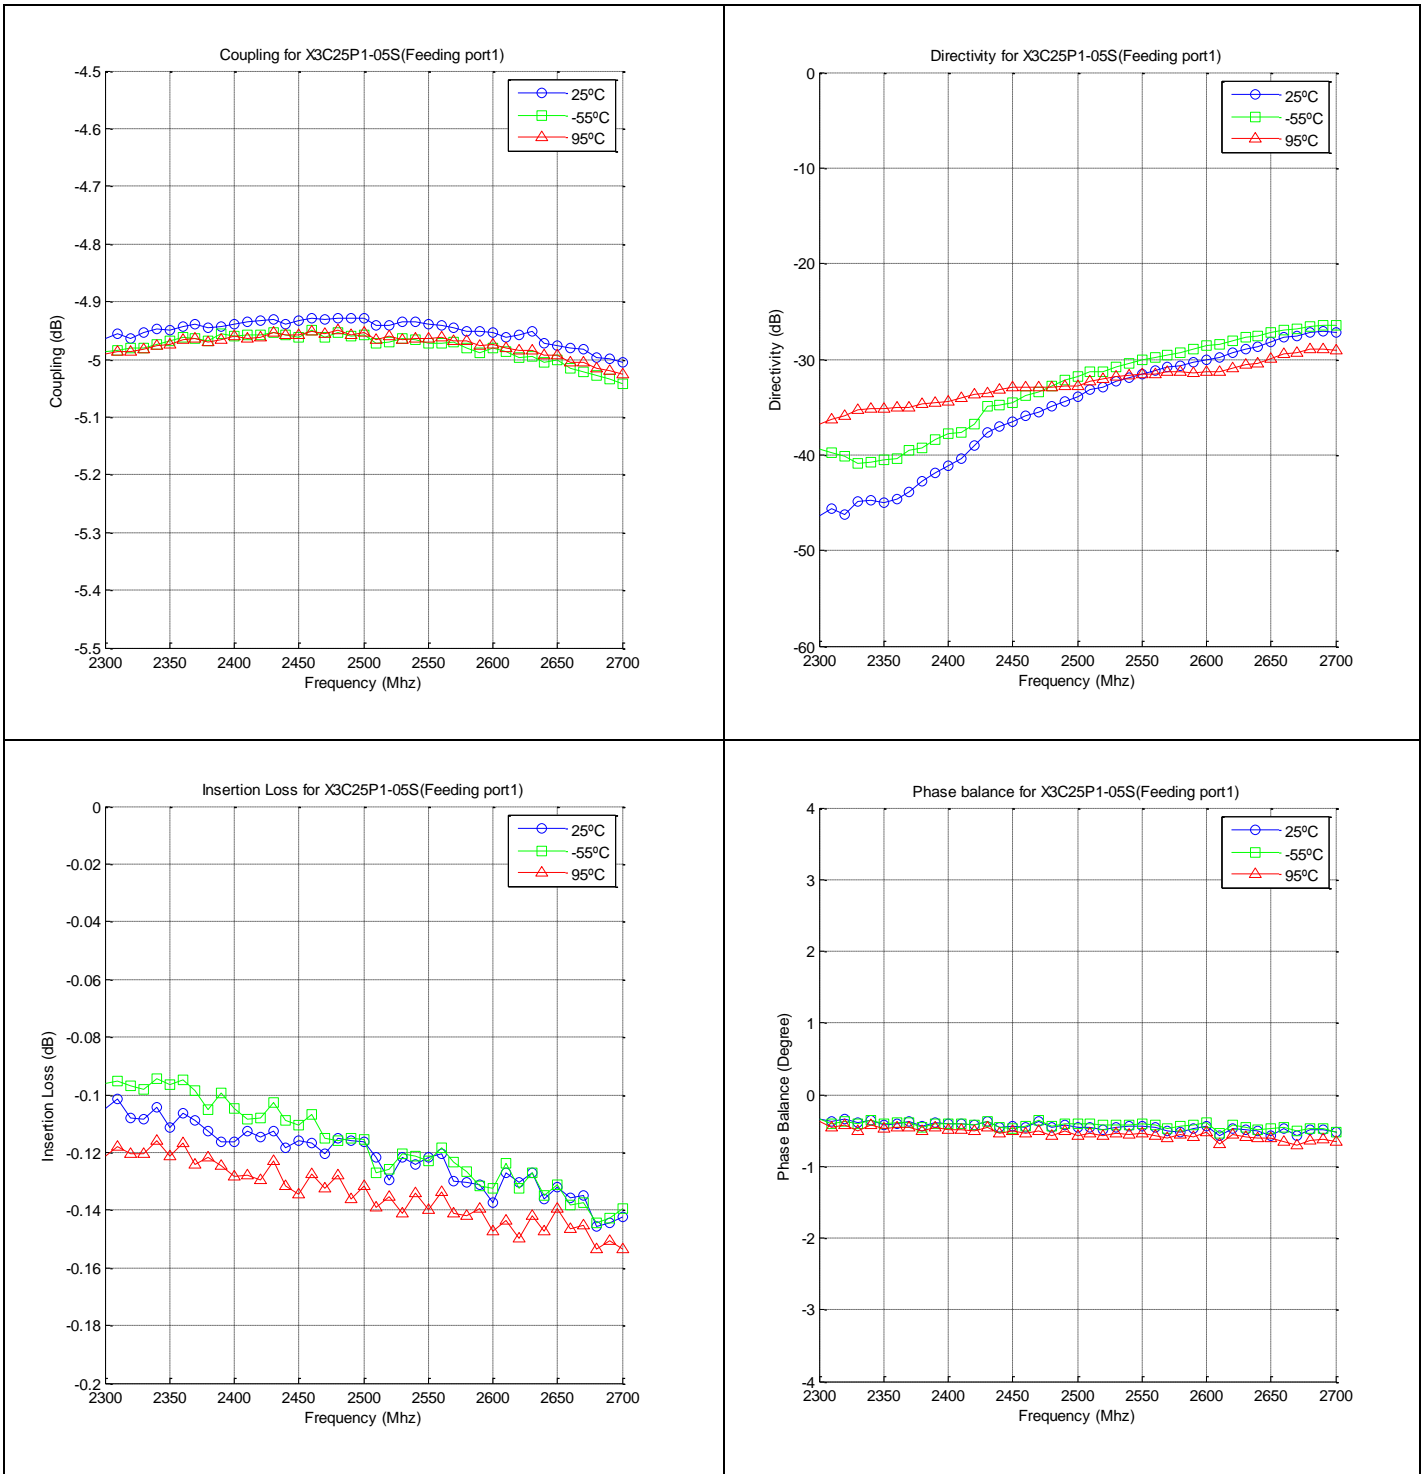 Coupling for X3C25P1-05S(Feeding port1)
-4.5
-4.6
-4.7
-4.8
-4.9
-5
-5.1
-5.2
-5.3
-5.4
-5.5
Coupling (dB)
25ºC
-55ºC
95ºC
2300 2350 2400 2450 2500 2550 2600 2650 2700
Frequency (Mhz)
Directivity for X3C25P1-05S(Feeding port1)
0
-10
-20
-30
-40
-50
-60
Directivity (dB)
25ºC
-55ºC
95ºC
2300 2350 2400 2450 2500 2550 2600 2650 2700
Frequency (Mhz)
Insertion Loss for X3C25P1-05S(Feeding port1)
0
-0.02
-0.04
-0.06
-0.08
-0.1
-0.12
-0.14
-0.16
-0.18
-0.2
Insertion Loss (dB)
25ºC
-55ºC
95ºC
2300 2350 2400 2450 2500 2550 2600 2650 2700
Frequency (Mhz)
Phase balance for X3C25P1-05S(Feeding port1)
4
3
2
1
0
-1
-2
-3
-4
Phase Balance (Degree)
25ºC
-55ºC
95ºC
2300 2350 2400 2450 2500 2550 2600 2650 2700
Frequency (Mhz)